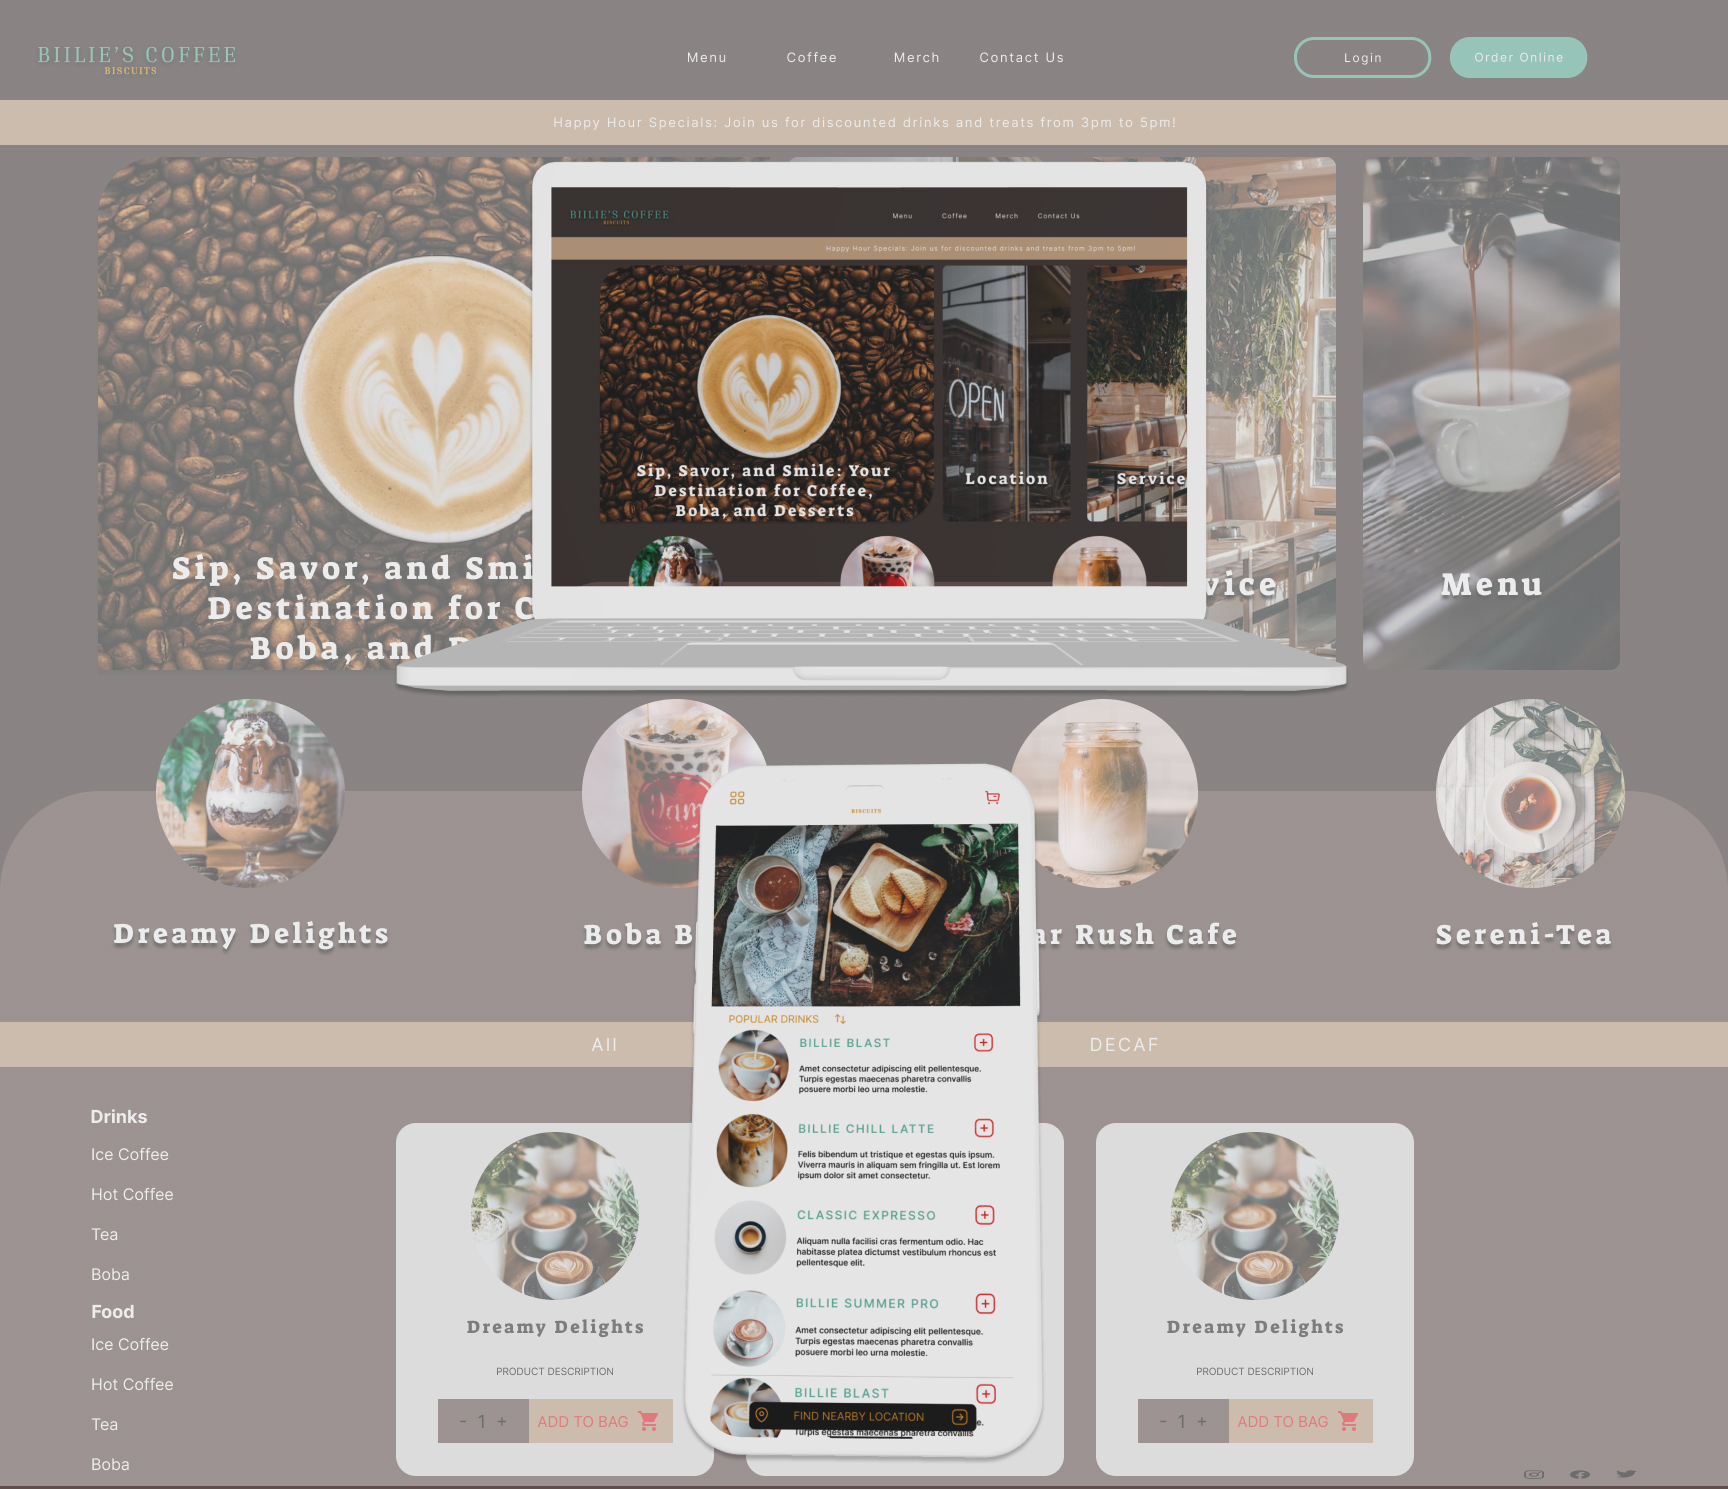 BIILIE'S COFFEE
BISCUITS
Menu
Coffee
Merch
Contact Us
Login
Order Online
Happy Hour Specials: Join us for discounted drinks and treats from 3pm to 5pm!
BIILIE'S COFFEE
BISCUITS
Menu
Coffee
Merch
Contact Us
Happy Hour Specials: Join us for discounted drinks and treats from 3pm to 5pm!
OPEN
Sip, Savor, and Smile: Your
Destination for Coffee,
Boba, and Desserts
Location
Service
Sip, Savor, and Smi
Destination for C
Boba, and D
vice
Menu
Dreamy Delights
Boba B
ar Rush Cafe
Sereni-Tea
BISCUITS
POPULAR DRINKS
BILLIE BLAST
Amet consectetur adipiscing elit pellentesque.
Turpis egestas maecenas pharetra convallis
posuere morbi leo urna molestie.
BILLIE CHILL LATTE
Felis bibendum ut tristique et egestas quis ipsum.
Viverra mauris in aliquam sem fringilla ut. Est lorem
ipsum dolor sit amet consectetur.
CLASSIC EXPRESSO
Aliquam nulla facilisi cras fermentum odio. Hac
habitasse platea dictumst vestibulum rhoncus est
pellentesque elit.
BILLIE SUMMER PRO
Amet consectetur adipiscing elit pellentesque.
Turpis egestas maecenas pharetra convallis
posuere morbi leo urna molestie.
BILLIE BLAST
FIND NEARBY LOCATION
e.
Turpis egestas maecenas pharetra convallis
All
DECAF
Drinks
Ice Coffee
Hot Coffee
Tea
Boba
Food
Ice Coffee
Hot Coffee
Tea
Boba
Dreamy Delights
PRODUCT DESCRIPTION
- 1 +
ADD TO BAG
Dreamy Delights
PRODUCT DESCRIPTION
- 1 +
ADD TO BAG